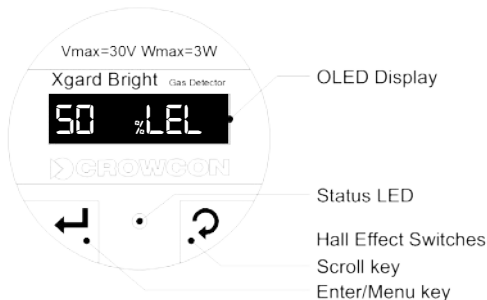 Vmax=30V Wmax=3W
Xgard Bright Gas Detector
50 %LEL
CROWCON
OLED Display
Status LED
Hall Effect Switches
Scroll key
Enter/Menu key